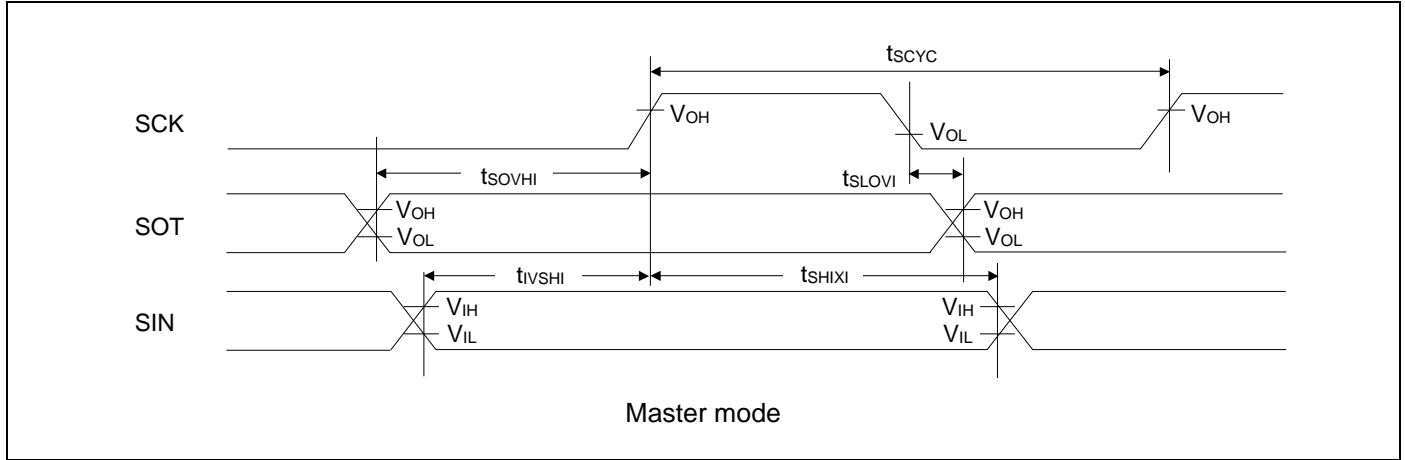 tSCYC
SCK
VOH
VOL
VOH
tSOVHI
tSLOVI
SOT
VOH
VOL
VOH
VOL
tIVSHI
tSHIXI
SIN
VIH
VIL
VIH
VIL
Master mode